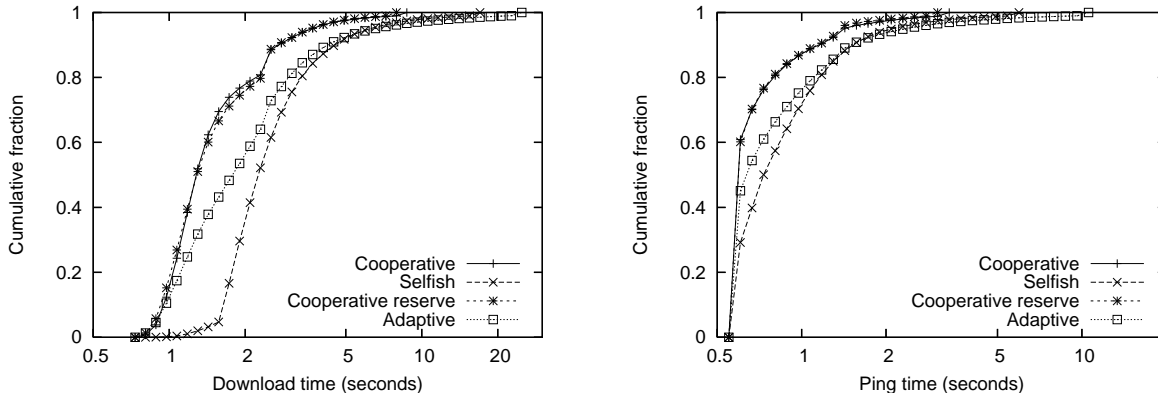 1
0.8
0.6
0.4
0.2
0
Cumulative fraction
Cooperative
Selfish
Cooperative reserve
Adaptive
0.5 1 2 5 10 20
Download time (seconds)
1
0.8
0.6
0.4
0.2
0
Cumulative fraction
Cooperative
Selfish
Cooperative reserve
Adaptive
0.5 1 2 5 10
Ping time (seconds)